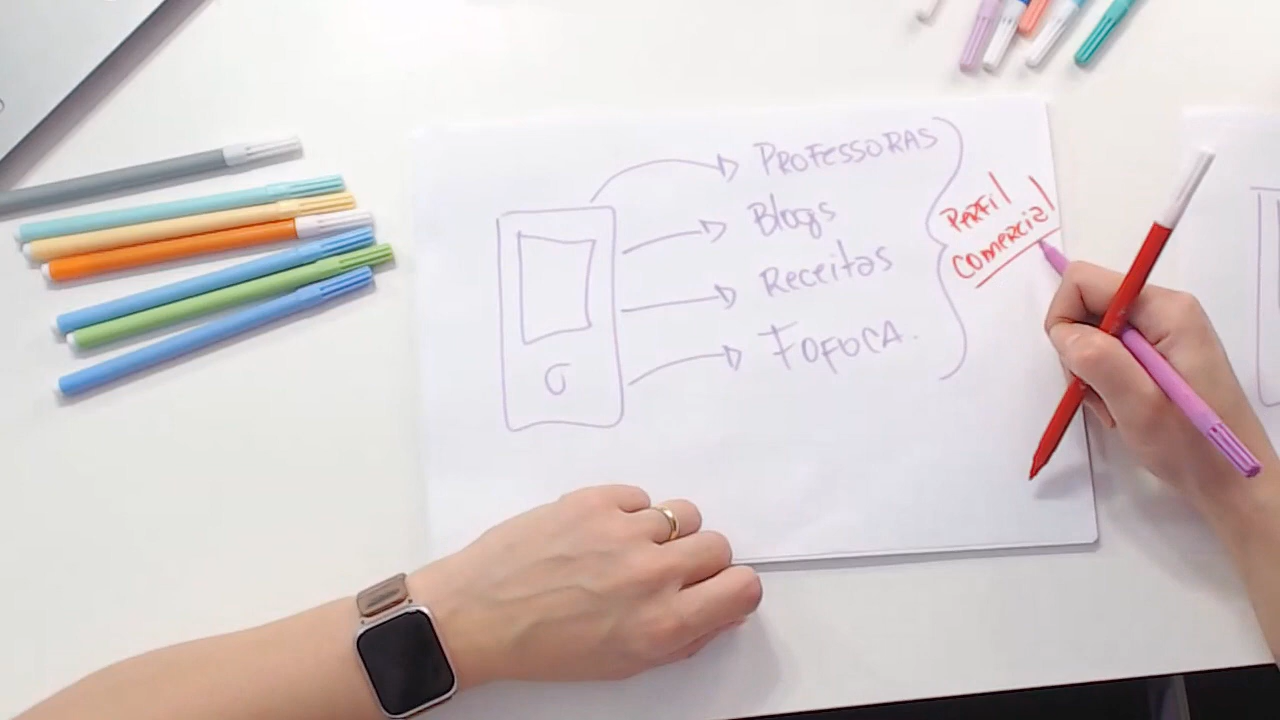 PROFESSORAS
Blogs
Receitas
FOFOCA.
PERFil
Comercial